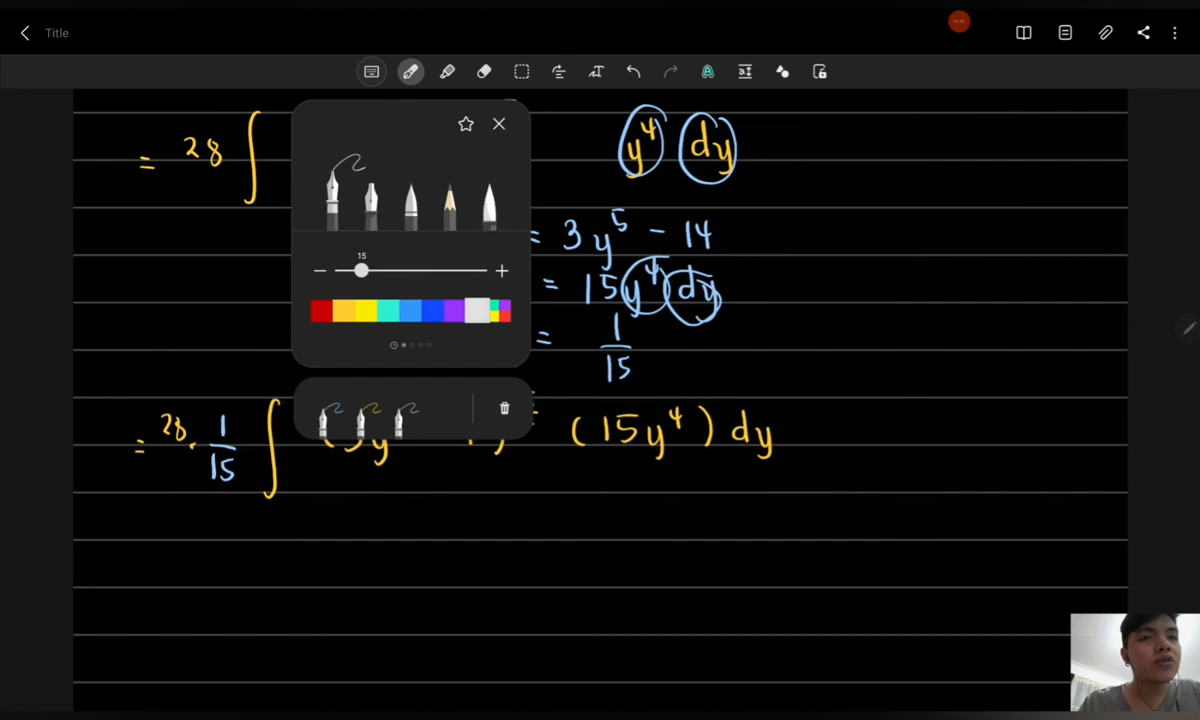 Title
= 28 ∫ y⁴ dy
15
= 3y⁵ - 14
= 15y⁴ dy
= 1/15
= 28 · 1/15 ∫ (15y⁴) dy